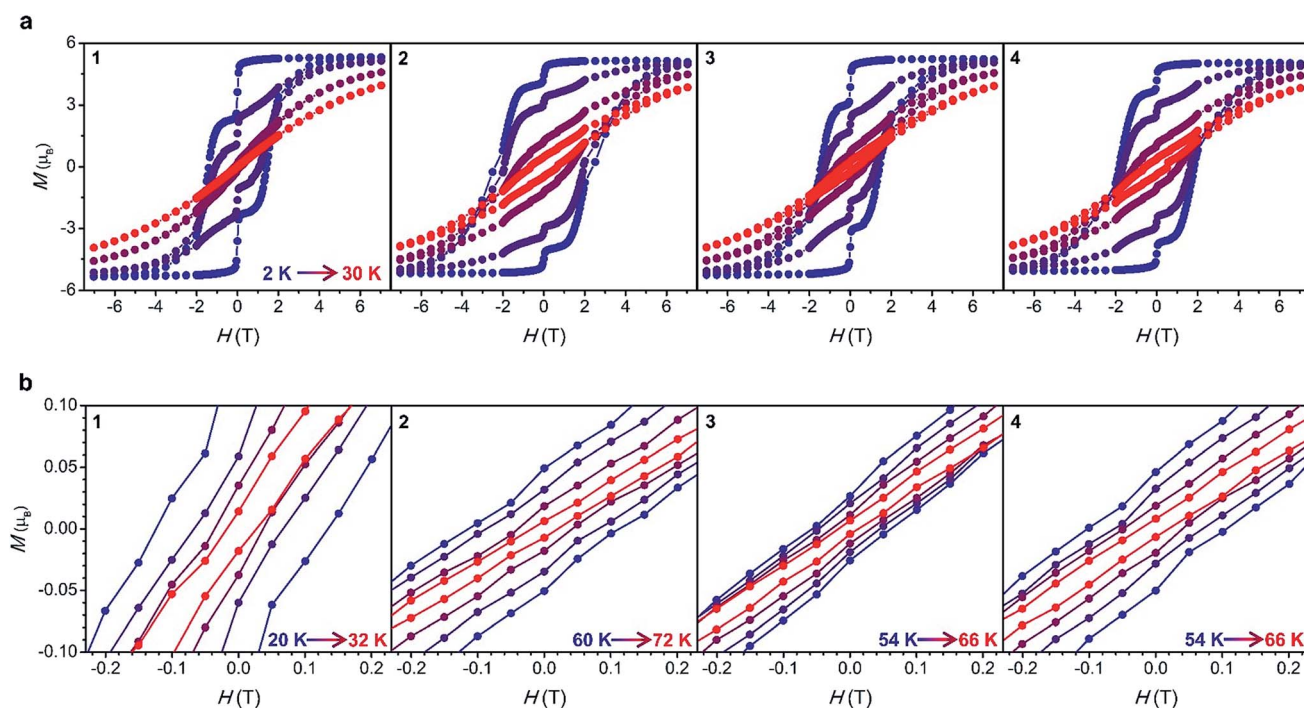 a
1 2 3 4
6
3
0
-3
-6
M (μB)
2 K 30 K
-6 -4 -2 0 2 4 6 -6 -4 -2 0 2 4 6 -6 -4 -2 0 2 4 6 -6 -4 -2 0 2 4 6
H (T) H (T) H (T) H (T)
b
1 2 3 4
0.10
0.05
0.00
-0.05
-0.10
M (μB)
20 K 32 K 60 K 72 K 54 K 66 K 54 K 66 K
-0.2 -0.1 0.0 0.1 0.2 -0.2 -0.1 0.0 0.1 0.2 -0.2 -0.1 0.0 0.1 0.2 -0.2 -0.1 0.0 0.1 0.2
H (T) H (T) H (T) H (T)